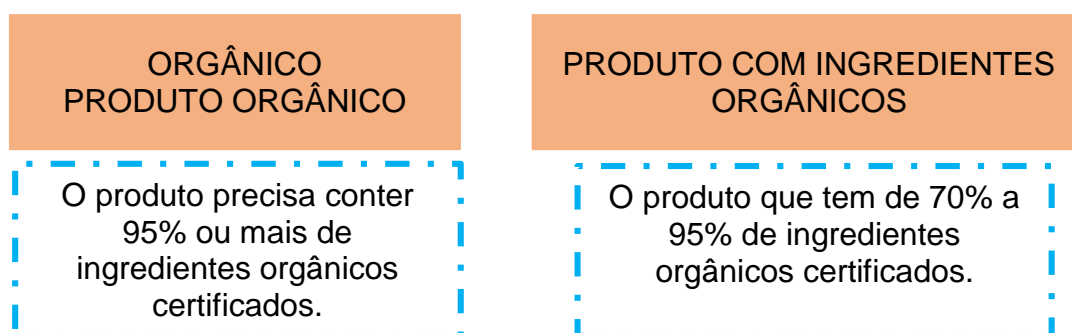 ORGÂNICO
PRODUTO ORGÂNICO
O produto precisa conter
95% ou mais de
ingredientes orgânicos
certificados.
PRODUTO COM INGREDIENTES
ORGÂNICOS
O produto que tem de 70% a
95% de ingredientes
orgânicos certificados.